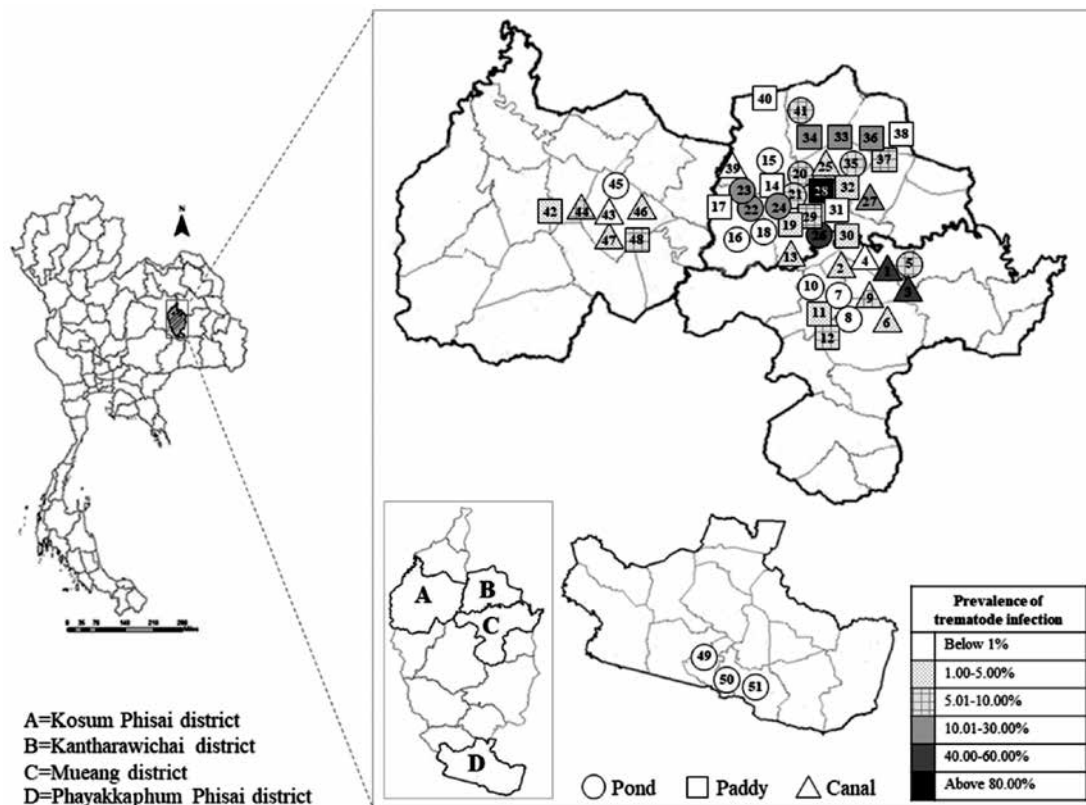 N
A=Kosum Phisai district
B=Kantharawichai district
C=Mueang district
D=Phayakkaphum Phisai district
40
41
34 33 36 38
39 15 20 25 35 37
23 14 21 28 32 27
17 22 24 29 31
16 18 19 26 30
13 2 4 1 5
10 7 9 3
11 8 6
12
45
42 44 43 46
47 48
A B
C
D
49
50 51
Pond Paddy Canal
Prevalence of
trematode infection
Below 1%
1.00-5.00%
5.01-10.00%
10.01-30.00%
40.00-60.00%
Above 80.00%